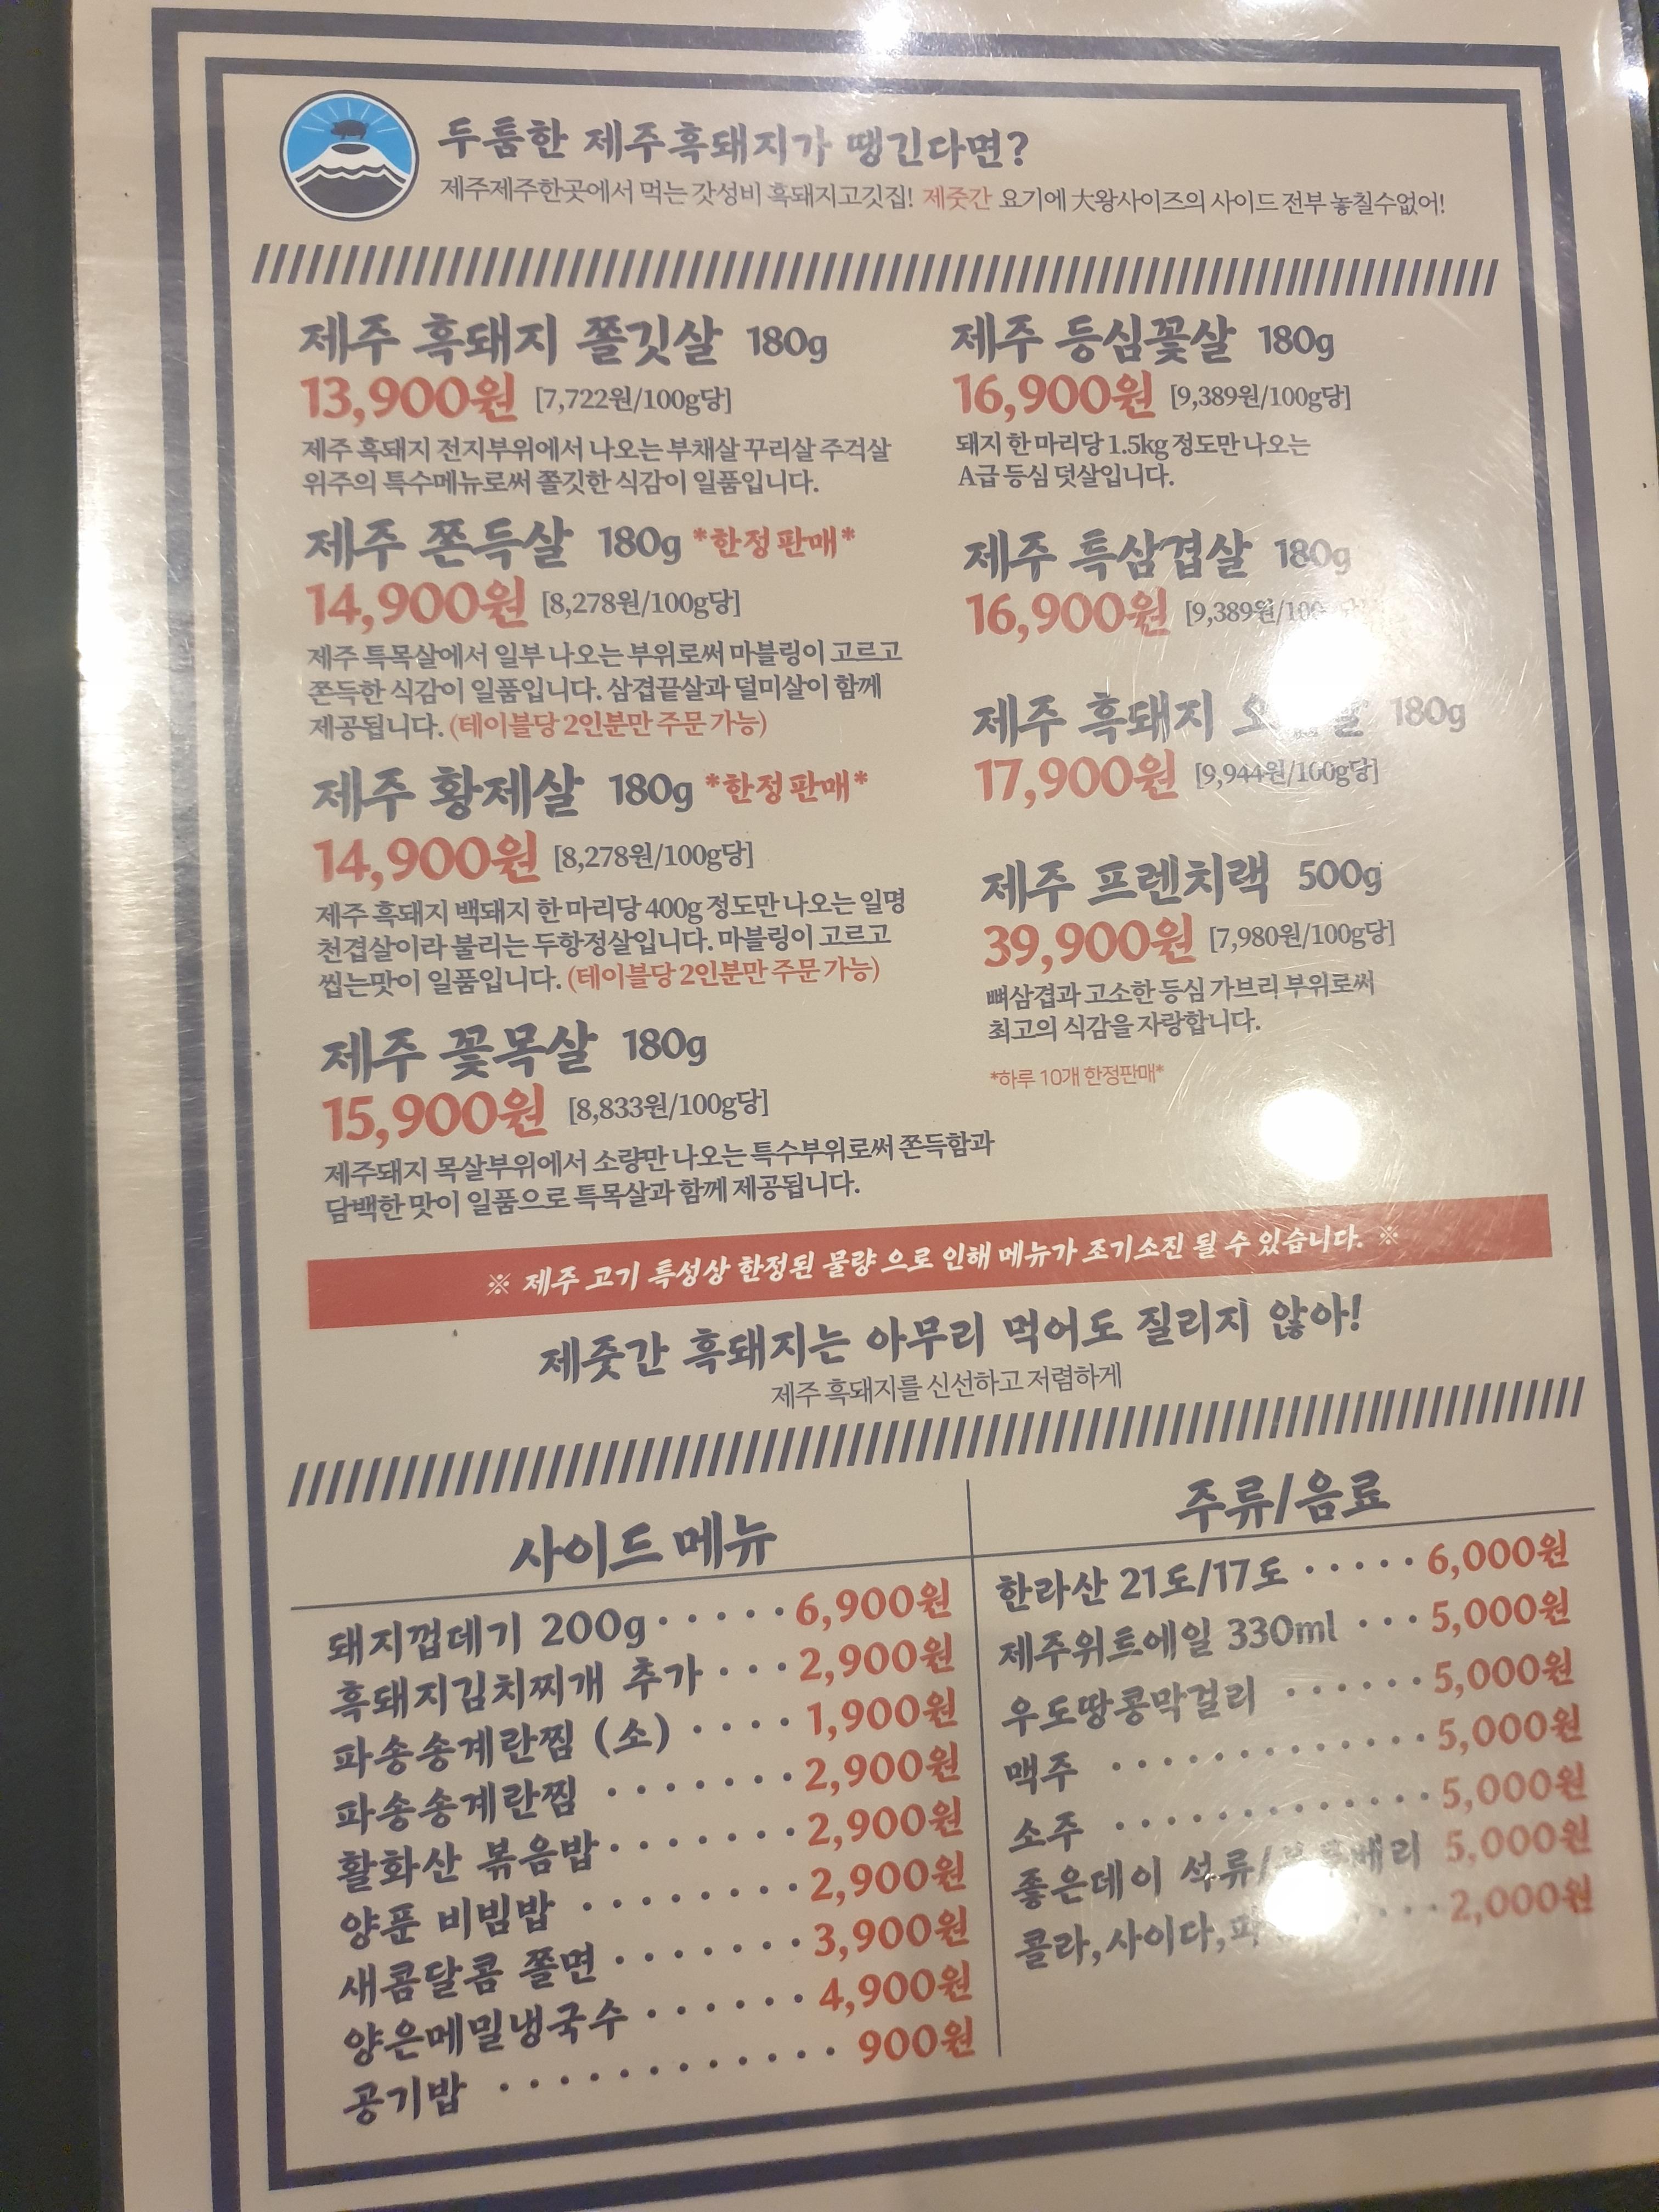 두툼한 제주흑돼지가 땡긴다면?
제주제주한곳에서 먹는 갓성비 흑돼지고깃집! 제줏간 요기에 大왕사이즈의 사이드 전부 놓칠수없어!
제주 흑돼지 쫄깃살 180g
13,900원 [7,722원/100g당]
제주 흑돼지 전지부위에서 나오는 부채살 꾸리살 주걱살
위주의 특수메뉴로써 쫄깃한 식감이 일품입니다.
제주 쫀득살 180g *한정판매*
14,900원 [8,278원/100g당]
제주 특목살에서 일부 나오는 부위로써 마블링이 고르고
쫀득한 식감이 일품입니다. 삼겹끝살과 덜미살이 함께
제공됩니다. (테이블당 2인분만 주문 가능)
제주 황제살 180g *한정판매*
14,900원 [8,278원/100g당]
제주 흑돼지 백돼지 한 마리당 400g 정도만 나오는 일명
천겹살이라 불리는 두항정살입니다. 마블링이 고르고
씹는맛이 일품입니다. (테이블당 2인분만 주문 가능)
제주 꽃목살 180g
15,900원 [8,833원/100g당]
제주돼지 목살부위에서 소량만 나오는 특수부위로써 쫀득함과
담백한 맛이 일품으로 특목살과 함께 제공됩니다.
제주 등심꽃살 180g
16,900원 [9,389원/100g당]
돼지 한 마리당 1.5kg 정도만 나오는
A급 등심 덧살입니다.
제주 특삼겹살 180g
16,900원 [9,389원/100
제주 흑돼지 180g
17,900원 [9,944원/100g당]
제주 프렌치랙 500g
39,900원 [7,980원/100g당]
뼈삼겹과 고소한 등심 가브리 부위로써
최고의 식감을 자랑합니다.
*하루 10개 한정판매*
※ 제주 고기 특성상 한정된 물량 으로 인해 메뉴가 조기소진 될 수 있습니다. ※
제줏간 흑돼지는 아무리 먹어도 질리지 않아!
제주 흑돼지를 신선하고 저렴하게
사이드 메뉴
돼지껍데기 200g ····· 6,900원
흑돼지김치찌개 추가 ··· 2,900원
파송송계란찜 (소) ···· 1,900원
파송송계란찜 ······· 2,900원
활화산 볶음밥 ······· 2,900원
양푼 비빔밥 ········ 2,900원
새콤달콤 쫄면 ······· 3,900원
양은메밀냉국수 ······ 4,900원
공기밥 ············ 900원
주류/음료
한라산 21도/17도 ····· 6,000원
제주위트에일 330ml ··· 5,000원
우도땅콩막걸리 ······ 5,000원
맥주 ············ 5,000원
소주 ············ 5,000원
좋은데이 석류/ 5,000원
콜라,사이다, ··· 2,000원